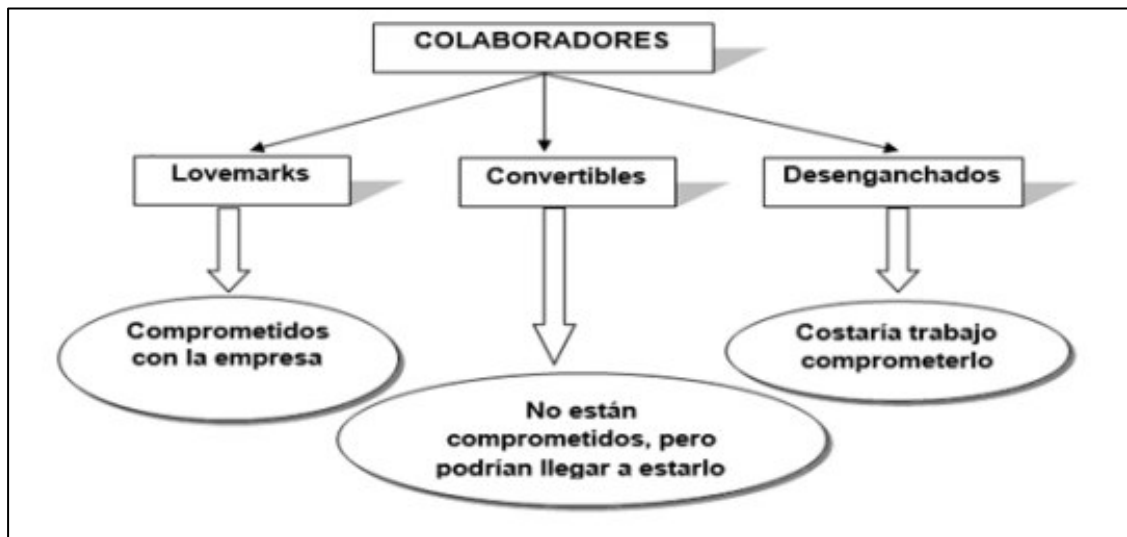 COLABORADORES
Lovemarks
Convertibles
Desenganchados
Comprometidos
con la empresa
No están
comprometidos, pero
podrían llegar a estarlo
Costaría trabajo
comprometerlo